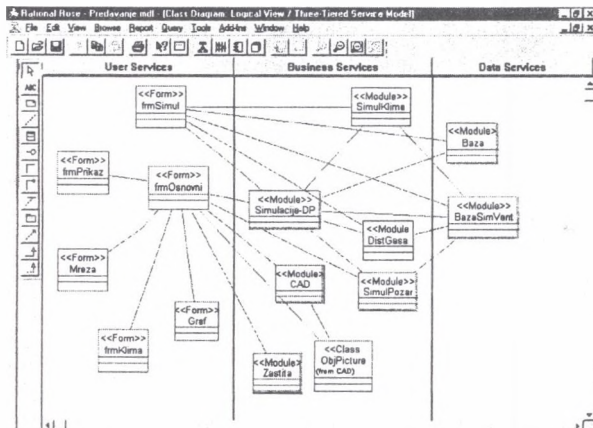 Rational Rose - Predavanje.mdl - [Class Diagram: Logical View / Three-Tiered Service Model]
File Edit View Browse Report Query Tools Add-Ins Window Help
User Services Business Services Data Services
ABC
<<Form>>
frmSimul
<<Module>>
SimulKlima
<<Module>
Baza
<<Form>>
frmPrikaz
<<Form>>
frmOsnovni
<<Module>>
Simulacije-DP
<<Module>>
BazaSimVent
<<Module
DistGasa
<<Form>>
Mreza
<<Module>
CAD
<<Module>
SimulPozar
<<Form>>
Graf
<<Form>>
frmKlima
<<Module>
Zastita
<<Class
ObjPicture
(from CAD)